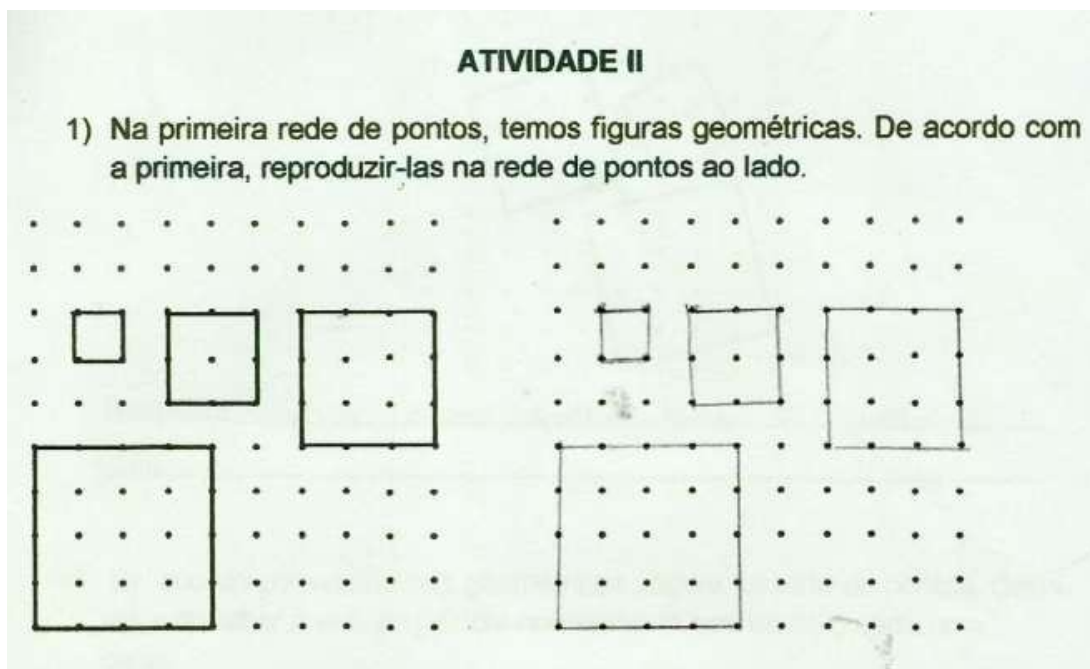 ATIVIDADE II
1) Na primeira rede de pontos, temos figuras geométricas. De acordo com
a primeira, reproduzir-las na rede de pontos ao lado.